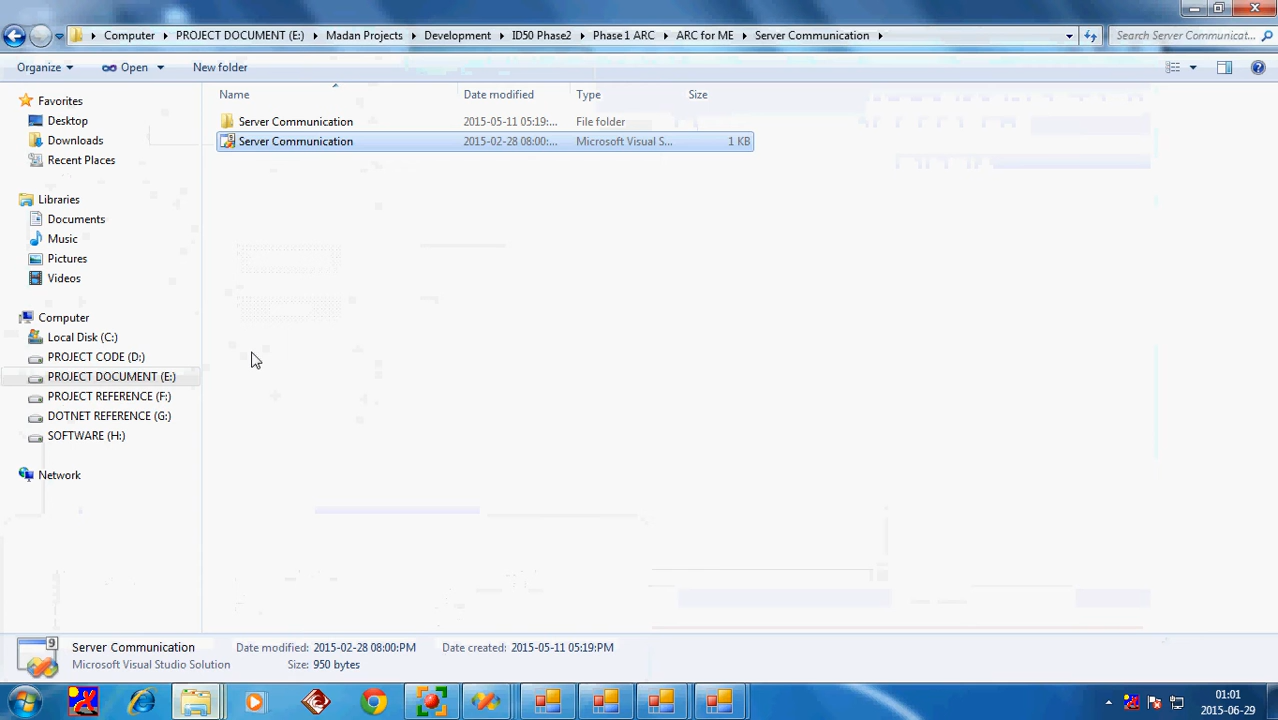 Computer PROJECT DOCUMENT (E:) Madan Projects Development ID50 Phase2 Phase 1 ARC ARC for ME Server Communication Search Server Communicat...
Organize Open New folder
Name Date modified Type Size
Favorites
Desktop
Downloads
Recent Places
Libraries
Documents
Music
Pictures
Videos
Computer
Local Disk (C:)
PROJECT CODE (D:)
PROJECT DOCUMENT (E:)
PROJECT REFERENCE (F:)
DOTNET REFERENCE (G:)
SOFTWARE (H:)
Network
Server Communication 2015-05-11 05:19:... File folder
Server Communication 2015-02-28 08:00:... Microsoft Visual S... 1 KB
9
Server Communication Date modified: 2015-02-28 08:00:PM Date created: 2015-05-11 05:19:PM
Microsoft Visual Studio Solution Size: 950 bytes
01:01
2015-06-29